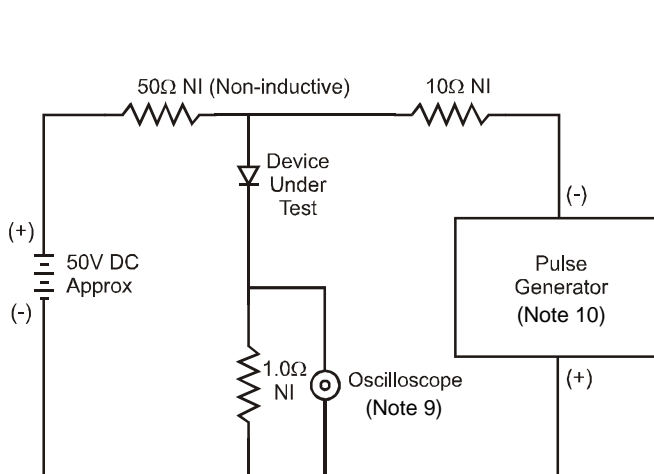 50Ω NI (Non-inductive)
10Ω NI
Device
Under
Test
(-)
(+)
50V DC
Approx
(-)
Pulse
Generator
(Note 10)
1.0Ω
NI
Oscilloscope
(Note 9)
(+)